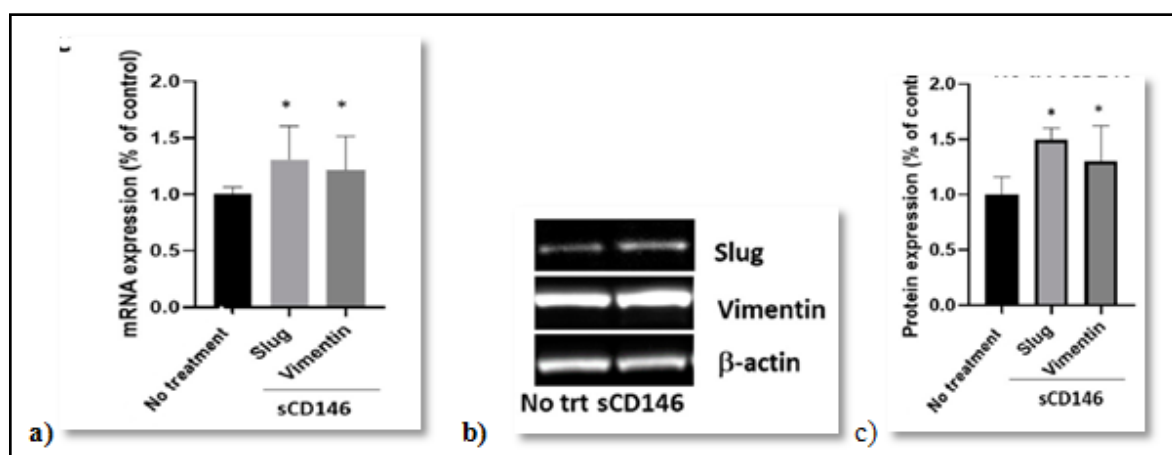 2.0
* *
1.5
1.0
0.5
0.0
mRNA expression (% of control)
No treatment
Slug
Vimentin
sCD146
a)
Slug
Vimentin
β-actin
No trt sCD146
b)
2.0
* *
1.5
1.0
0.5
0.0
Protein expression (% of
No treatment
Slug
Vimentin
sCD146
c)